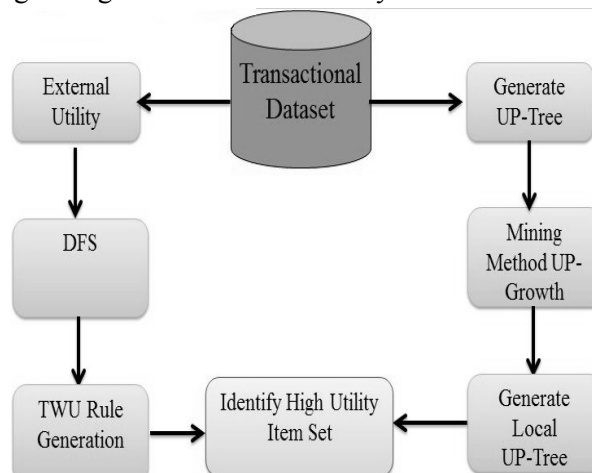 Transactional
Dataset
External
Utility
Generate
UP-Tree
DFS
Mining
Method UP-
Growth
TWU Rule
Generation
Identify High Utility
Item Set
Generate
Local
UP-Tree